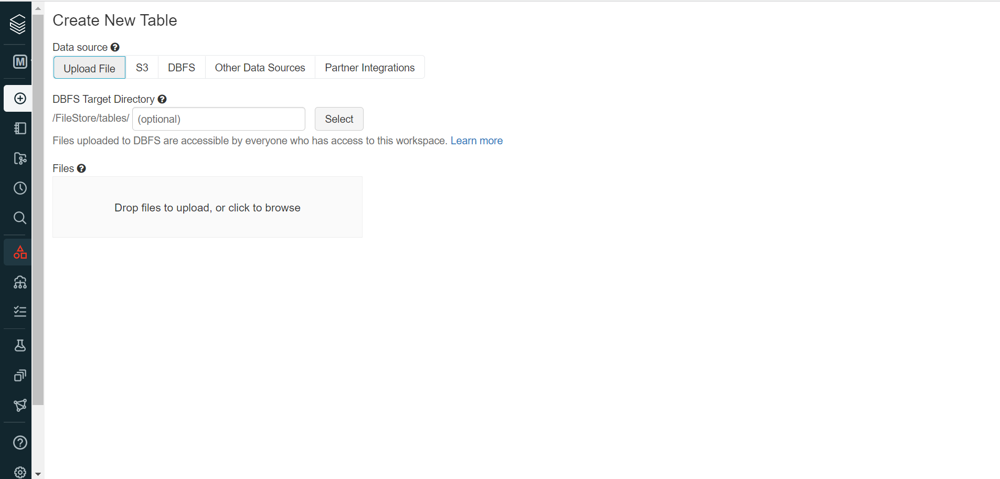 Create New Table
M
Data source ?
Upload File S3 DBFS Other Data Sources Partner Integrations
DBFS Target Directory ?
/FileStore/tables/ (optional) Select
Files uploaded to DBFS are accessible by everyone who has access to this workspace. Learn more
Files ?
Drop files to upload, or click to browse
?